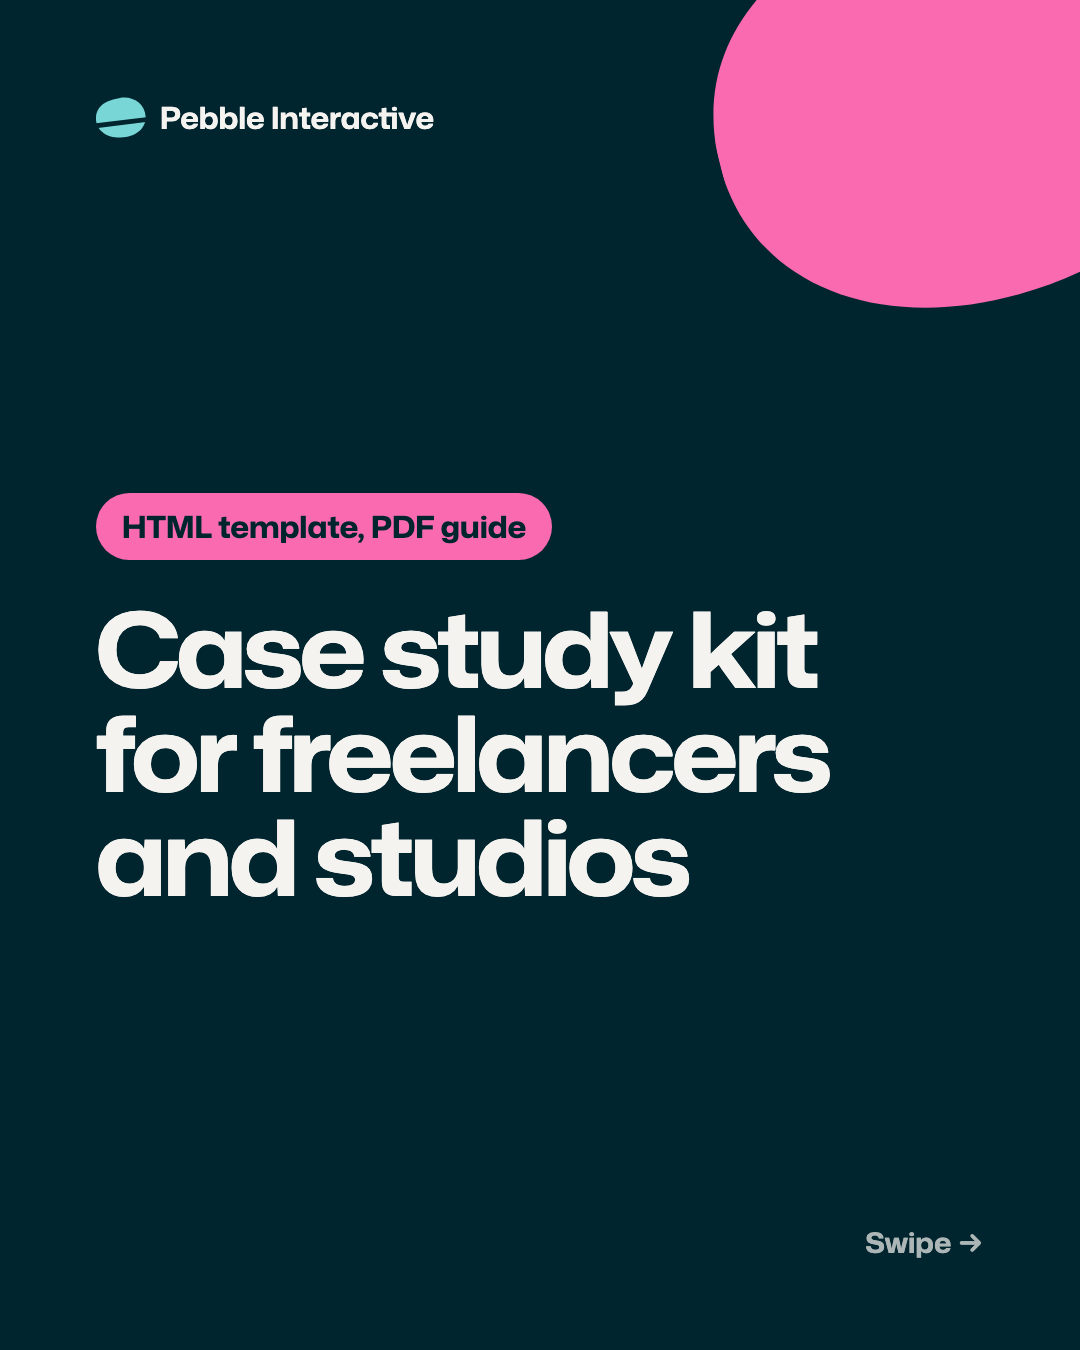 Pebble Interactive
HTML template, PDF guide
Case study kit
for freelancers
and studios
Swipe →